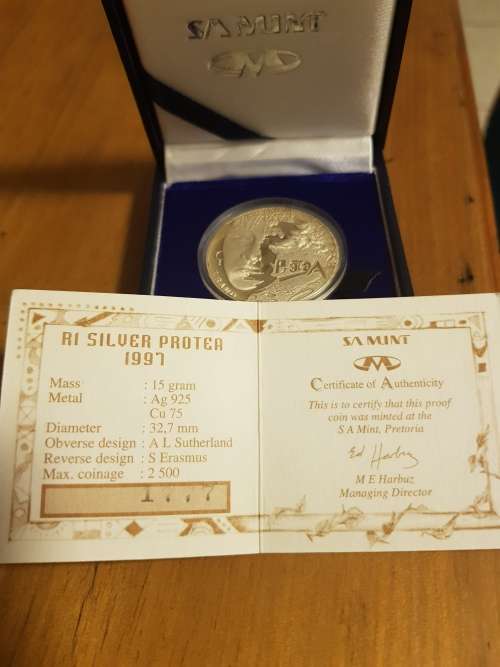 SA MINT
R1 SILVER PROTEA
1997
Mass : 15 gram
Metal : Ag 925
Cu 75
Diameter : 32,7 mm
Obverse design : A L Sutherland
Reverse design : S Erasmus
Max. coinage : 2 500
SA MINT
Certificate of Authenticity
This is to certify that this proof
coin was minted at the
S A Mint, Pretoria
Ed Harbuz
M E Harbuz
Managing Director